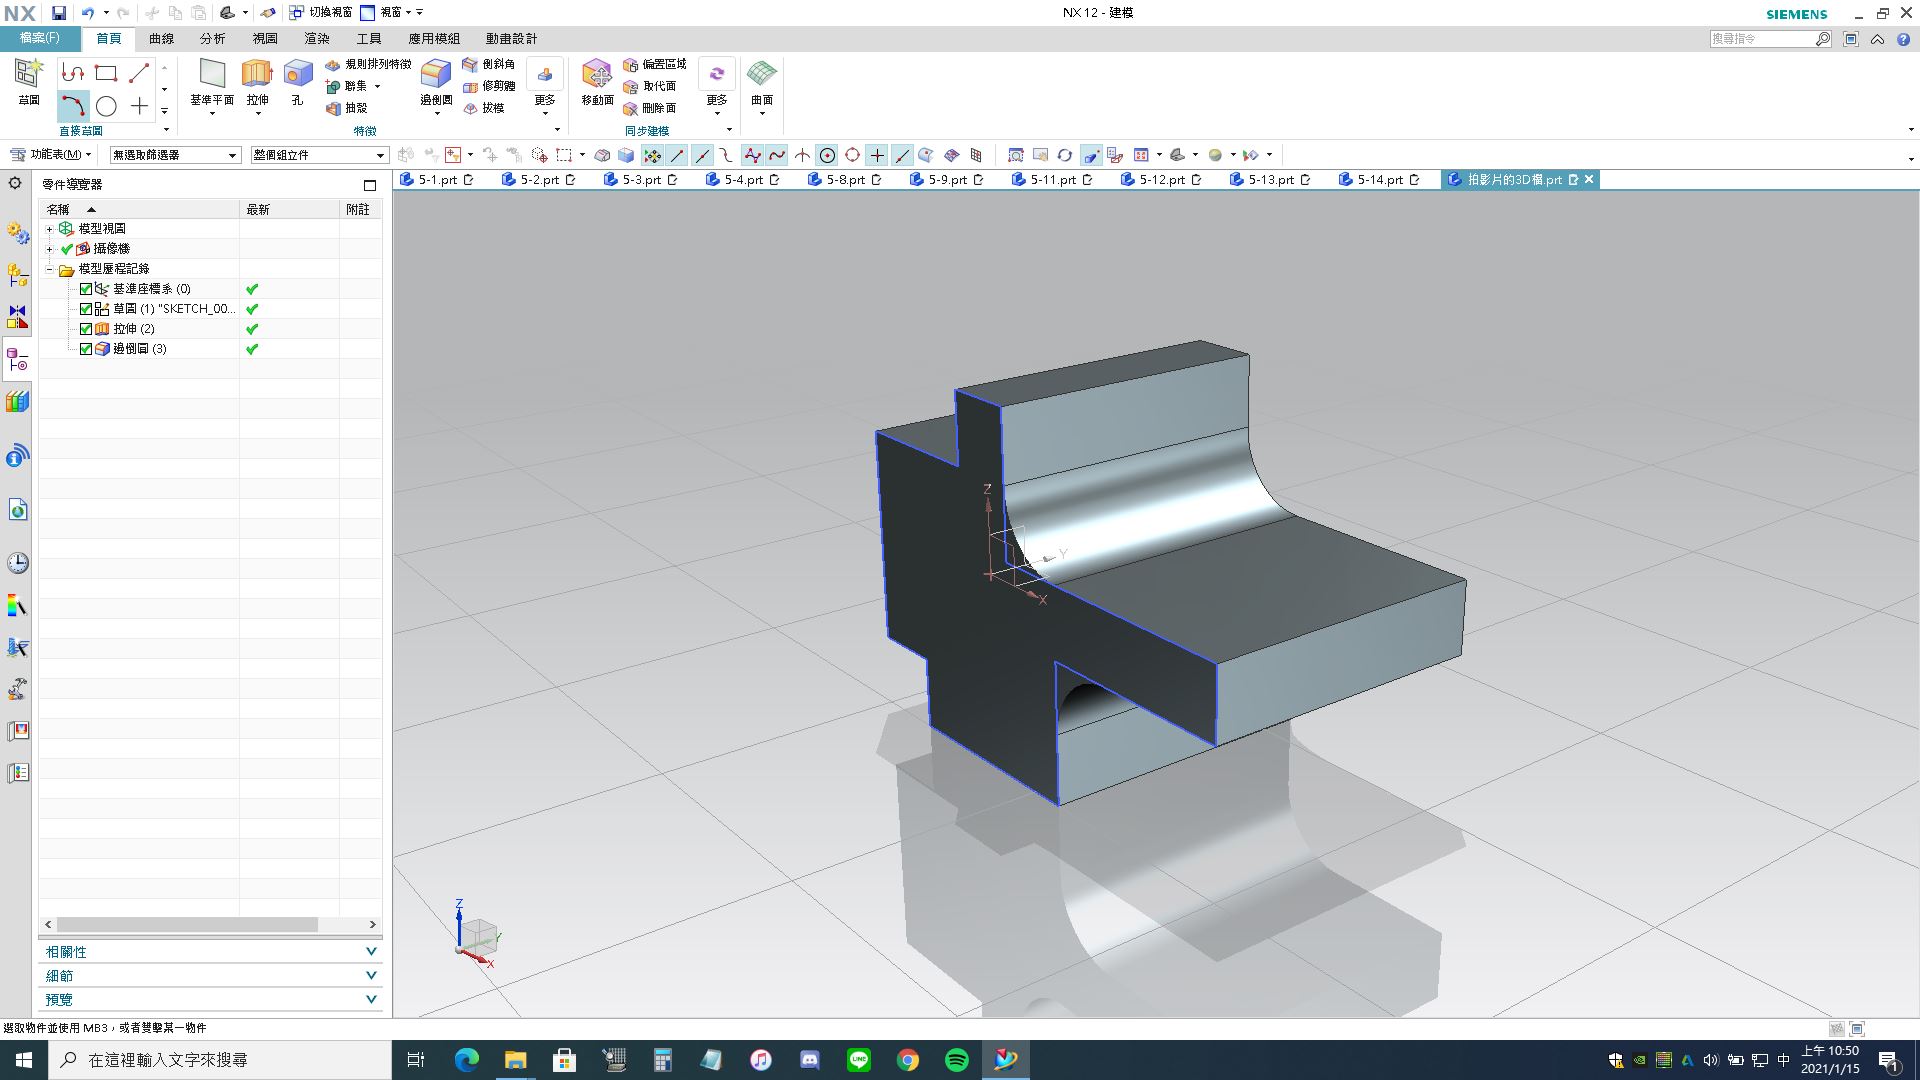 NX
切換視窗
視窗
NX 12 - 建模
SIEMENS
檔案(F)
首頁
曲線
分析
視圖
渲染
工具
應用模組
動畫設計
搜尋指令
草圖
直接草圖
基準平面
拉伸
孔
規則排列特徵
聯集
抽殼
邊倒圓
倒斜角
修剪體
拔模
更多
特徵
移動面
偏置區域
取代面
刪除面
更多
同步建模
曲面
功能表(M)
無選取篩選器
整個組立件
5-1.prt
5-2.prt
5-3.prt
5-4.prt
5-8.prt
5-9.prt
5-11.prt
5-12.prt
5-13.prt
5-14.prt
拍影片的3D檔.prt
零件導覽器
名稱
最新
附註
模型視圖
攝像機
模型歷程記錄
基準座標系 (0)
草圖 (1) "SKETCH_00...
拉伸 (2)
邊倒圓 (3)
Z
Y
X
Z
Y
X
相關性
細節
預覽
選取物件並使用 MB3，或者雙擊某一物件
在這裡輸入文字來搜尋
LINE
中
上午 10:50
2021/1/15
1